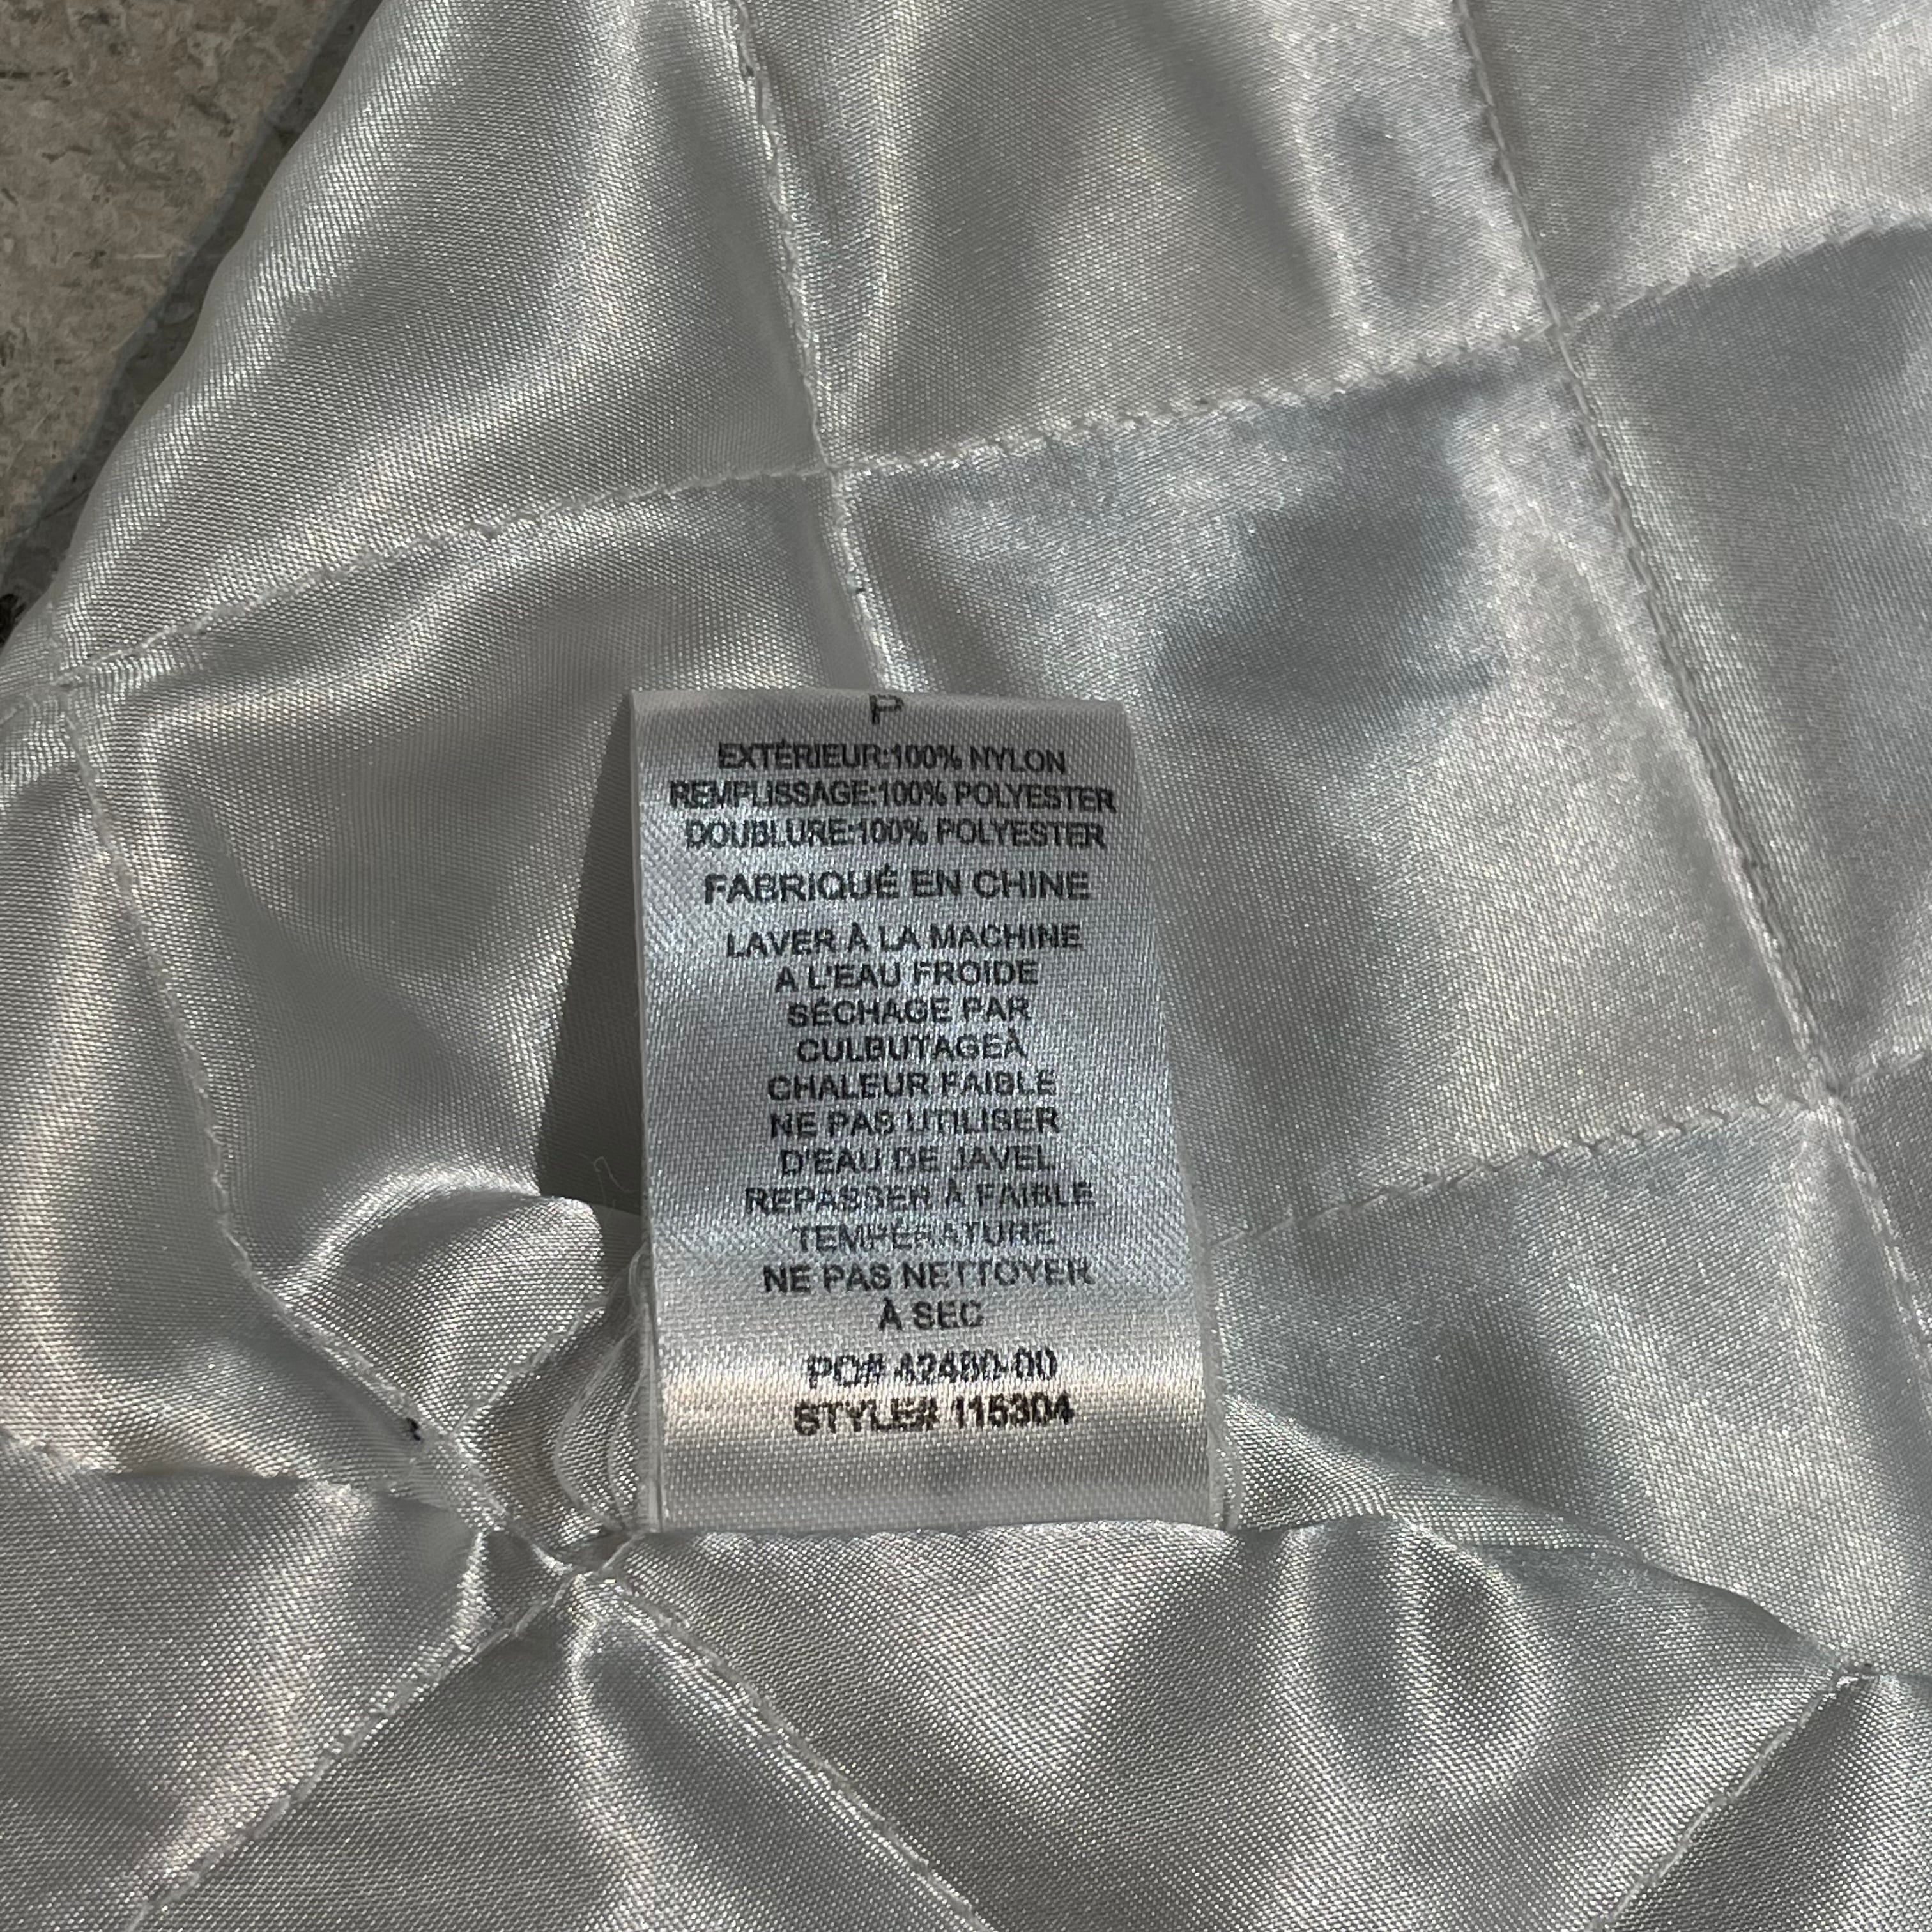 P
EXTÉRIEUR:100% NYLON
REMPLISSAGE:100% POLYESTER
DOUBLURE:100% POLYESTER
FABRIQUÉ EN CHINE
LAVER À LA MACHINE
A L'EAU FROIDE
SÉCHAGE PAR
CULBUTAGEÀ
CHALEUR FAIBLE
NE PAS UTILISER
D'EAU DE JAVEL
REPASSER À FAIBLE
TEMPÉRATURE
NE PAS NETTOYER
À SEC
PO# 42480-00
STYLE# 115304